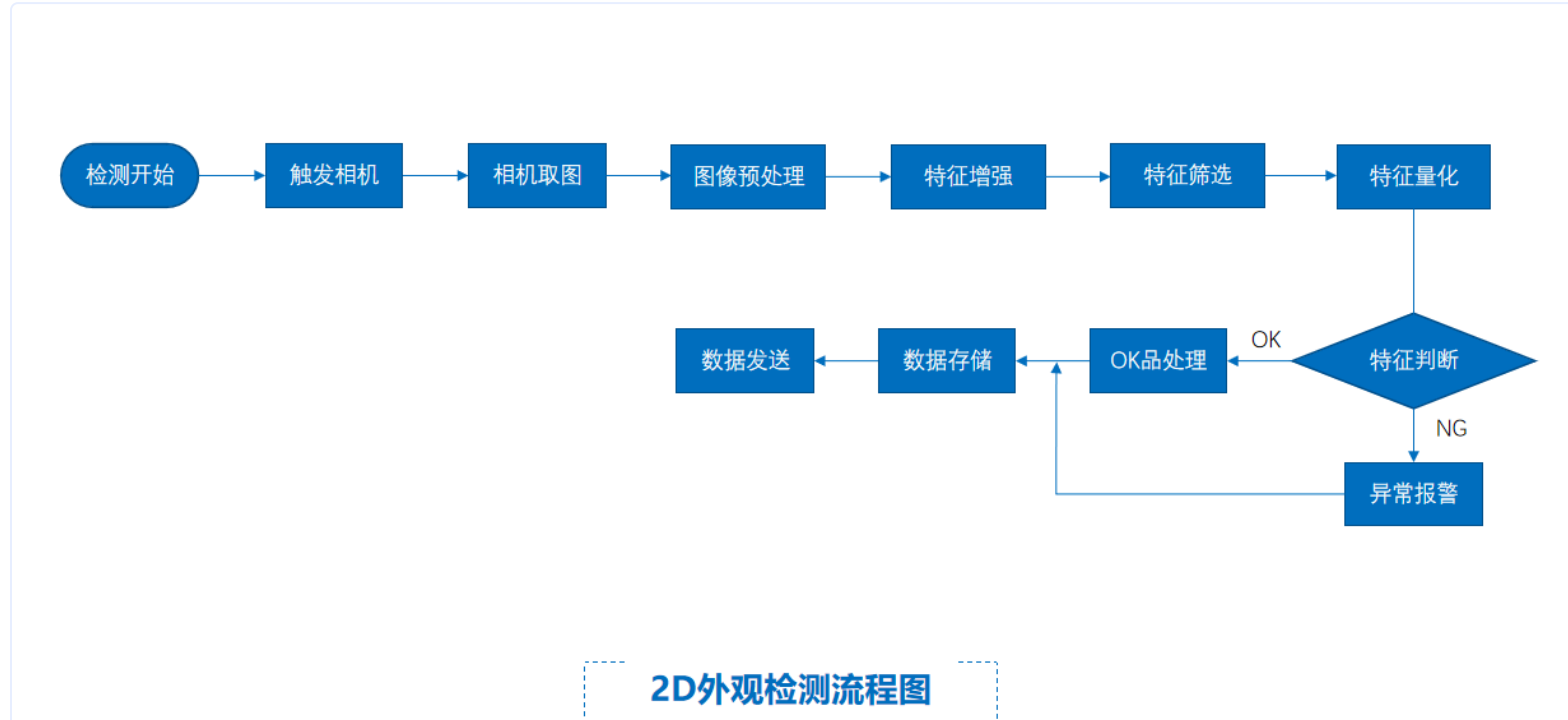 检测开始
触发相机
相机取图
图像预处理
特征增强
特征筛选
特征量化
特征判断
OK
OK品处理
数据存储
数据发送
NG
异常报警
2D外观检测流程图